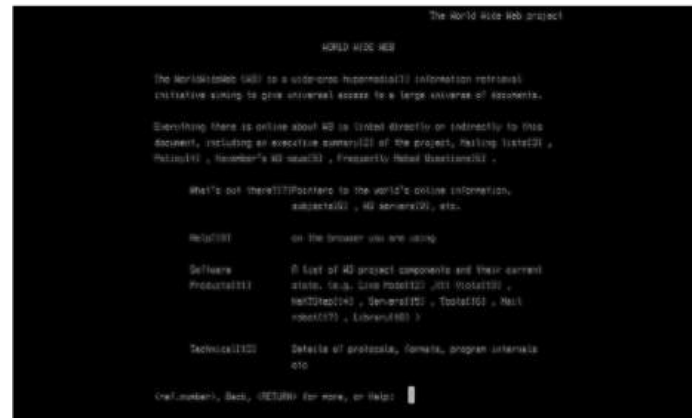 The World Wide Web project
WORLD WIDE WEB
The WorldWideWeb (W3) is a wide-area hypermedia[1] information retrieval
initiative aiming to give universal access to a large universe of documents.
Everything there is online about W3 is linked directly or indirectly to this
document, including an executive summary[2] of the project, Mailing lists[3] ,
Policy[4] , November's W3 news[5] , Frequently Asked Questions[6] .
What's out there?[7]Pointers to the world's online information,
subjects[8] , W3 servers[9], etc.
Help[10] on the browser you are using
Software A list of W3 project components and their current
Products[11] state. (e.g. Line Mode[12] ,X11 Viola[13] ,
NeXTStep[14] , Servers[15] , Tools[16] , Mail
robot[17] , Library[18] )
Technical[19] Details of protocols, formats, program internals
etc
<ref.number>, Back, <RETURN> for more, or Help: